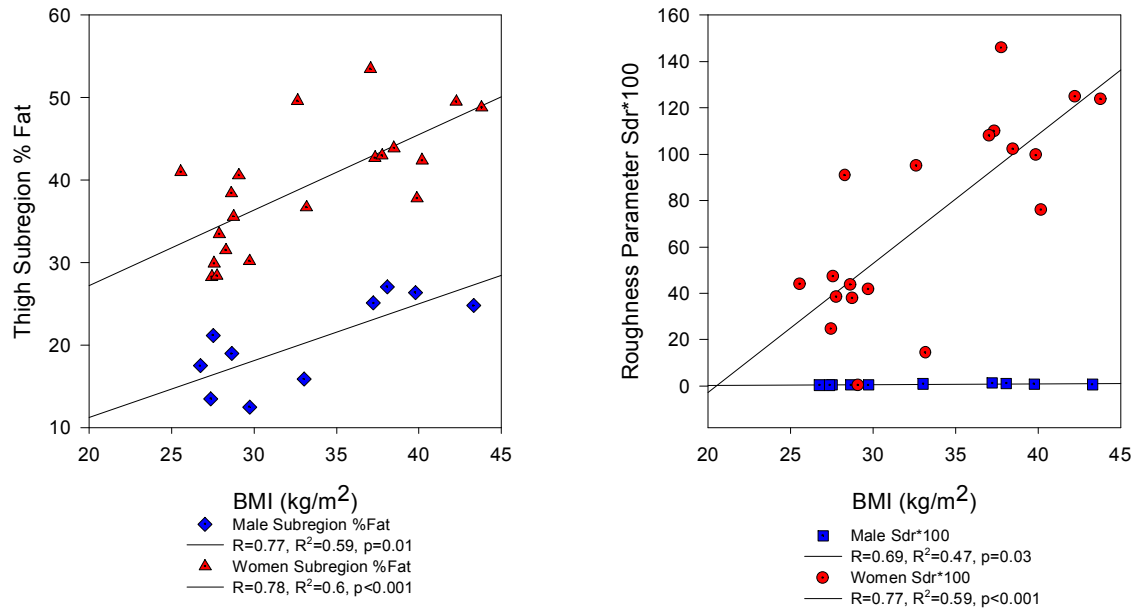 Thigh Subregion % Fat
60
50
40
30
20
10
20 25 30 35 40 45
BMI (kg/m²)
Male Subregion %Fat
R=0.77, R²=0.59, p=0.01
Women Subregion %Fat
R=0.78, R²=0.6, p<0.001
Roughness Parameter Sdr*100
160
140
120
100
80
60
40
20
0
20 25 30 35 40 45
BMI (kg/m²)
Male Sdr*100
R=0.69, R²=0.47, p=0.03
Women Sdr*100
R=0.77, R²=0.59, p<0.001